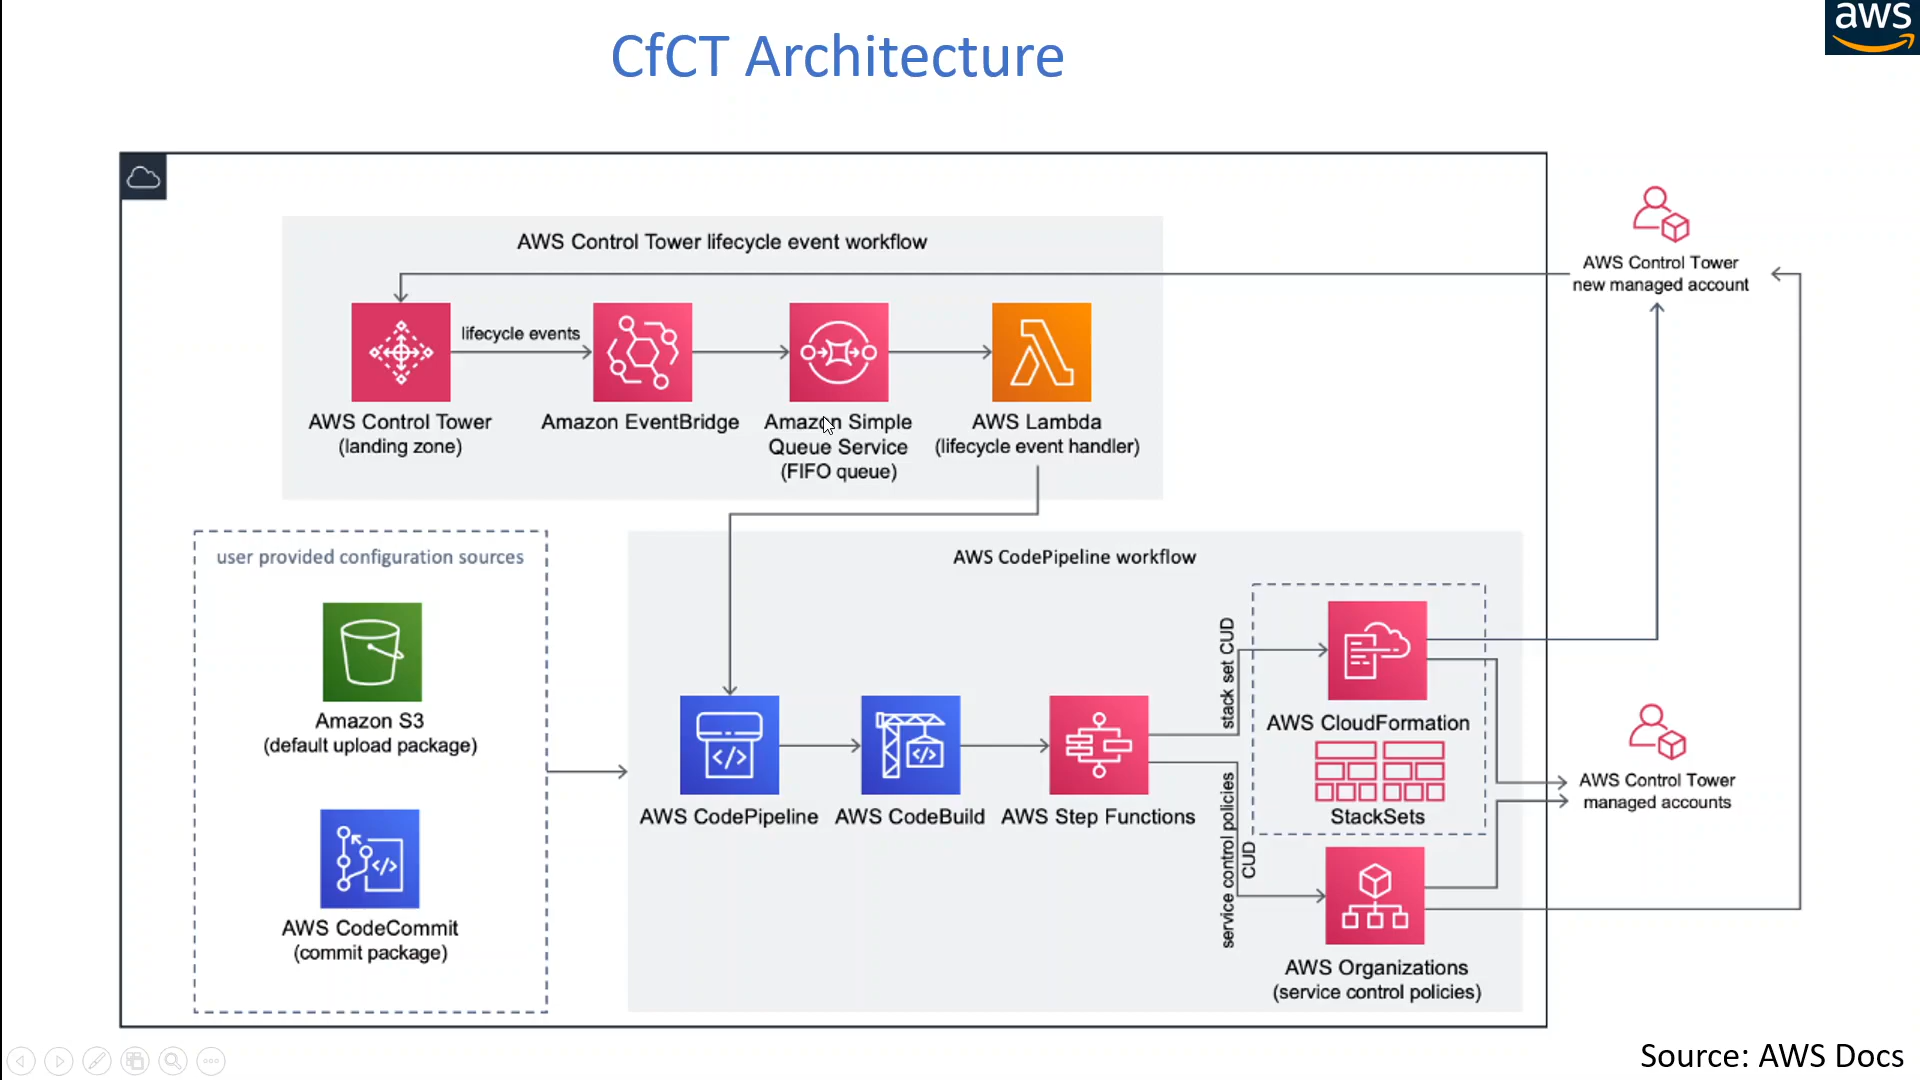 aws
CfCT Architecture
AWS Control Tower lifecycle event workflow
lifecycle events
AWS Control Tower
(landing zone)
Amazon EventBridge
Amazon Simple
Queue Service
(FIFO queue)
AWS Lambda
(lifecycle event handler)
AWS Control Tower
new managed account
user provided configuration sources
Amazon S3
(default upload package)
AWS CodeCommit
(commit package)
AWS CodePipeline workflow
AWS CodePipeline
AWS CodeBuild
AWS Step Functions
stack set CUD
service control policies
CUD
AWS CloudFormation
StackSets
AWS Organizations
(service control policies)
AWS Control Tower
managed accounts
Source: AWS Docs